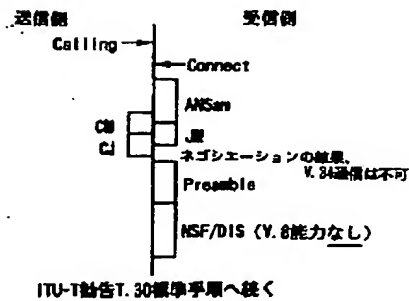 送信側
受信側
Calling
Connect
ANSam
CM
JM
CJ
ネゴシエーションの結果、
V.34通信は不可
Preamble
NSF/DIS (V.8能力なし)
ITU-T勧告T.30標準手順へ続く